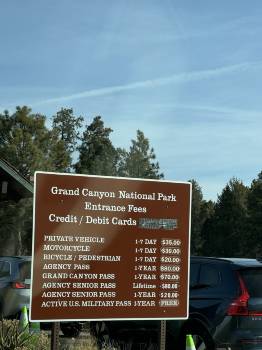 Grand Canyon National Park
Entrance Fees
Credit / Debit Cards
PRIVATE VEHICLE 1-7 DAY $35.00
MOTORCYCLE 1-7 DAY $30.00
BICYCLE / PEDESTRIAN 1-7 DAY $20.00
AGENCY PASS 1-YEAR $80.00
GRAND CANYON PASS 1-YEAR $70.00
AGENCY SENIOR PASS Lifetime $80.00
AGENCY SENIOR PASS 1-YEAR $20.00
ACTIVE U.S. MILITARY PASS 1-YEAR FREE